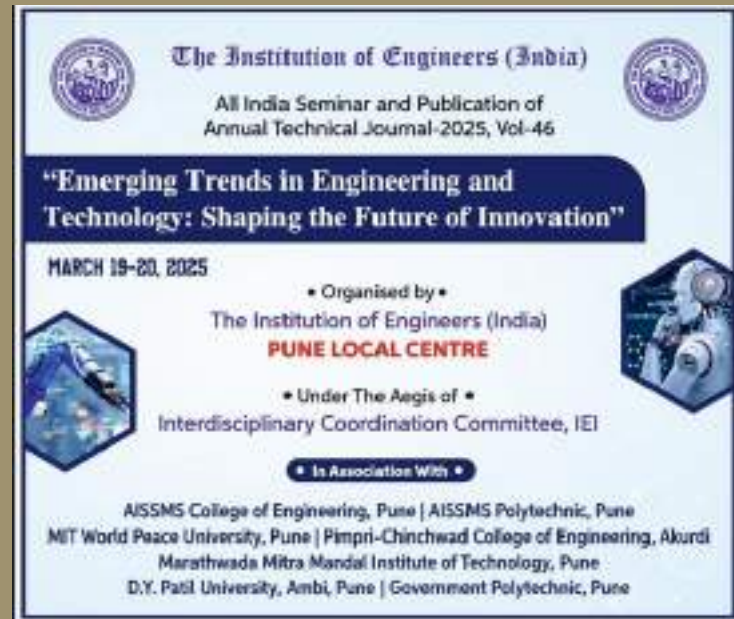 The Institution of Engineers (India)
All India Seminar and Publication of
Annual Technical Journal-2025, Vol-46
“Emerging Trends in Engineering and
Technology: Shaping the Future of Innovation”
MARCH 19-20, 2025
• Organised by •
The Institution of Engineers (India)
PUNE LOCAL CENTRE
• Under The Aegis of •
Interdisciplinary Coordination Committee, IEI
• In Association With •
AISSMS College of Engineering, Pune | AISSMS Polytechnic, Pune
MIT World Peace University, Pune | Pimpri-Chinchwad College of Engineering, Akurdi
Marathwada Mitra Mandal Institute of Technology, Pune
D.Y. Patil University, Ambi, Pune | Government Polytechnic, Pune